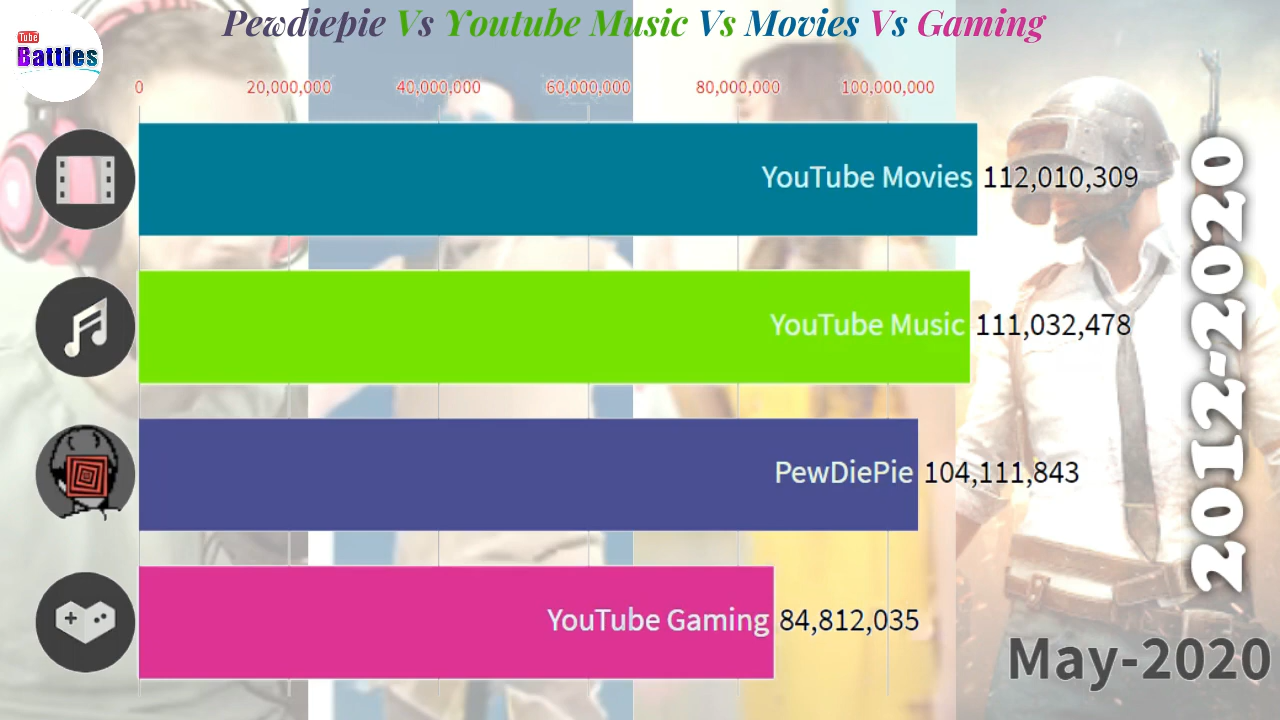 Pewdiepie Vs Youtube Music Vs Movies Vs Gaming
Tube
Battles
0 20,000,000 40,000,000 60,000,000 80,000,000 100,000,000
YouTube Movies 112,010,309
YouTube Music 111,032,478
PewDiePie 104,111,843
YouTube Gaming 84,812,035
2012-2020
May-2020